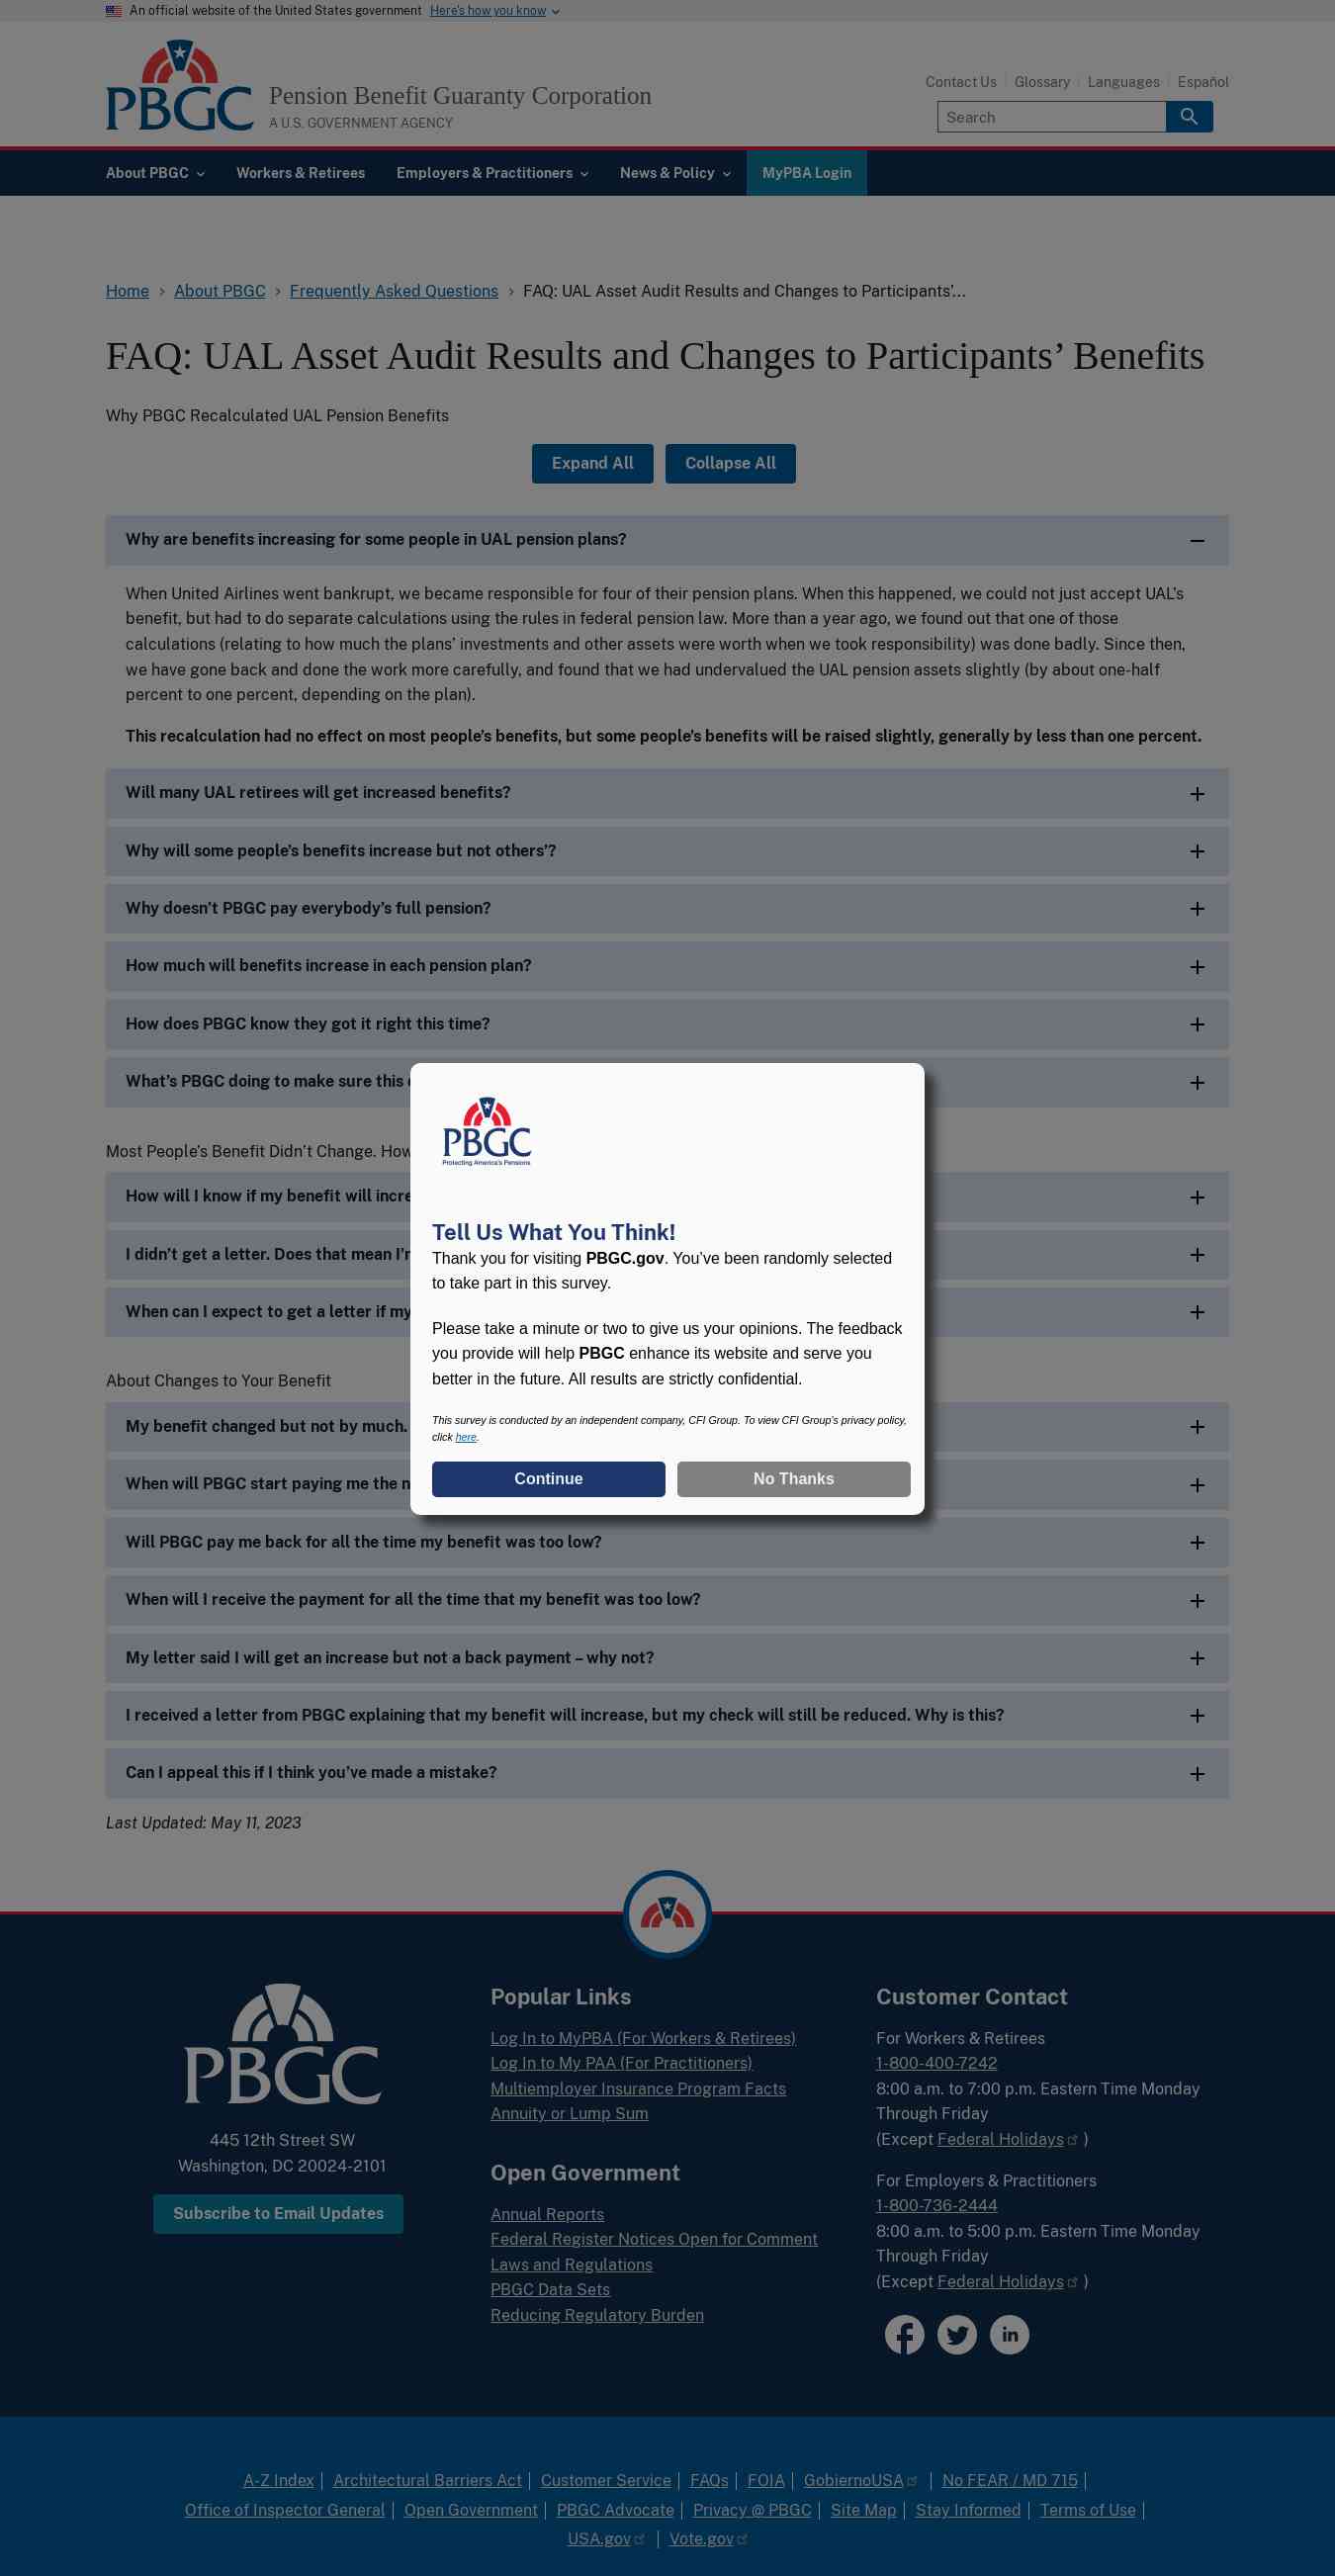 An official website of the United States government Here's how you know
PBGC
Pension Benefit Guaranty Corporation
A U.S. GOVERNMENT AGENCY
Contact Us Glossary Languages Español
Search
About PBGC Workers & Retirees Employers & Practitioners News & Policy MyPBA Login
Home About PBGC Frequently Asked Questions FAQ: UAL Asset Audit Results and Changes to Participants’...
FAQ: UAL Asset Audit Results and Changes to Participants’ Benefits
Why PBGC Recalculated UAL Pension Benefits
Expand All Collapse All
Why are benefits increasing for some people in UAL pension plans?
When United Airlines went bankrupt, we became responsible for four of their pension plans. When this happened, we could not just accept UAL’s
benefit, but had to do separate calculations using the rules in federal pension law. More than a year ago, we found out that one of those
calculations (relating to how much the plans’ investments and other assets were worth when we took responsibility) was done badly. Since then,
we have gone back and done the work more carefully, and found that we had undervalued the UAL pension assets slightly (by about one-half
percent to one percent, depending on the plan).
This recalculation had no effect on most people’s benefits, but some people’s benefits will be raised slightly, generally by less than one percent.
Will many UAL retirees will get increased benefits?
Why will some people’s benefits increase but not others’?
Why doesn’t PBGC pay everybody’s full pension?
How much will benefits increase in each pension plan?
How does PBGC know they got it right this time?
What’s PBGC doing to make sure this
Most People’s Benefit Didn’t Change. How
How will I know if my benefit will incre
I didn’t get a letter. Does that mean I’
When can I expect to get a letter if my
About Changes to Your Benefit
My benefit changed but not by much.
When will PBGC start paying me the n
Will PBGC pay me back for all the time my benefit was too low?
When will I receive the payment for all the time that my benefit was too low?
My letter said I will get an increase but not a back payment – why not?
I received a letter from PBGC explaining that my benefit will increase, but my check will still be reduced. Why is this?
Can I appeal this if I think you’ve made a mistake?
Last Updated: May 11, 2023
PBGC
Protecting America's Pensions
Tell Us What You Think!
Thank you for visiting PBGC.gov. You’ve been randomly selected
to take part in this survey.
Please take a minute or two to give us your opinions. The feedback
you provide will help PBGC enhance its website and serve you
better in the future. All results are strictly confidential.
This survey is conducted by an independent company, CFI Group. To view CFI Group's privacy policy,
click here.
Continue No Thanks
PBGC
445 12th Street SW
Washington, DC 20024-2101
Subscribe to Email Updates
Popular Links
Log In to MyPBA (For Workers & Retirees)
Log In to My PAA (For Practitioners)
Multiemployer Insurance Program Facts
Annuity or Lump Sum
Open Government
Annual Reports
Federal Register Notices Open for Comment
Laws and Regulations
PBGC Data Sets
Reducing Regulatory Burden
Customer Contact
For Workers & Retirees
1-800-400-7242
8:00 a.m. to 7:00 p.m. Eastern Time Monday
Through Friday
(Except Federal Holidays )
For Employers & Practitioners
1-800-736-2444
8:00 a.m. to 5:00 p.m. Eastern Time Monday
Through Friday
(Except Federal Holidays )
in
A-Z Index Architectural Barriers Act Customer Service FAQs FOIA GobiernoUSA No FEAR / MD 715
Office of Inspector General Open Government PBGC Advocate Privacy @ PBGC Site Map Stay Informed Terms of Use
USA.gov Vote.gov